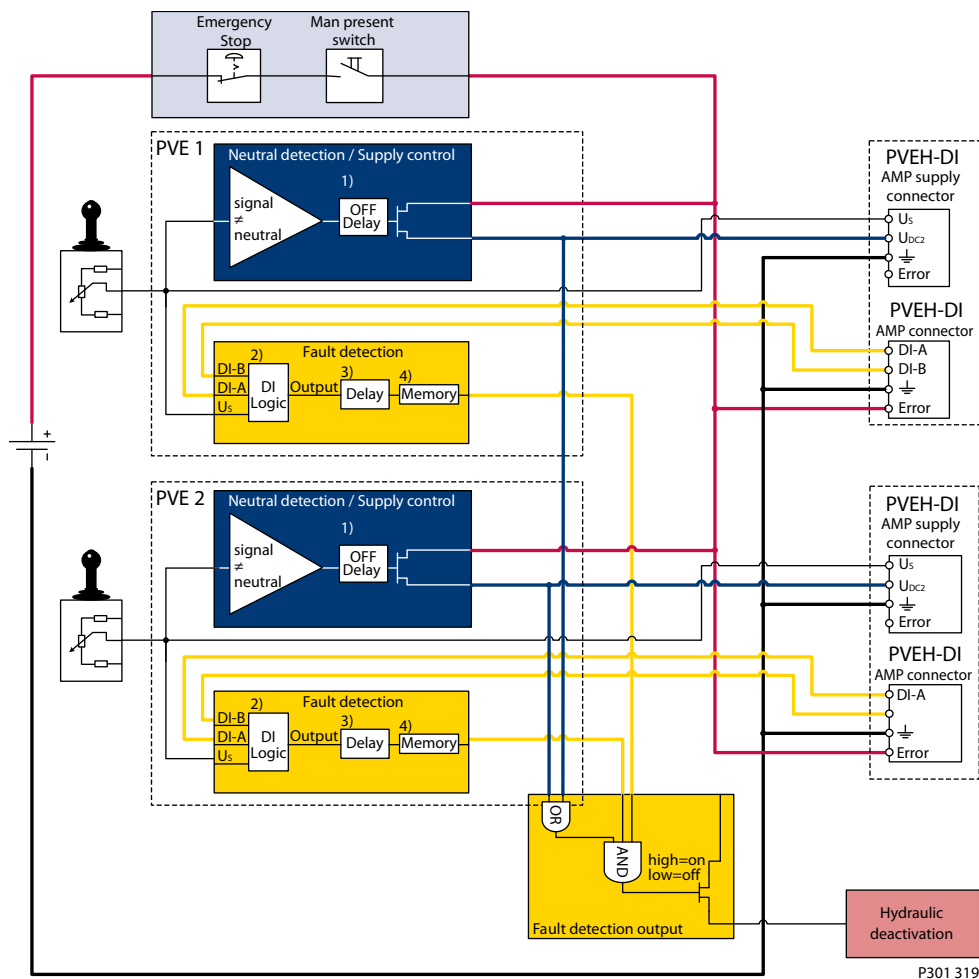 Emergency
Stop
Man present
switch
PVE 1
Neutral detection / Supply control
1)
signal
≠
neutral
OFF
Delay
Fault detection
2)
DI-B
DI-A
Us
DI
Logic
Output
3)
Delay
4)
Memory
PVEH-DI
AMP supply
connector
Us
UDC2
Error
PVEH-DI
AMP connector
DI-A
DI-B
Error
+
−
PVE 2
Neutral detection / Supply control
1)
signal
≠
neutral
OFF
Delay
Fault detection
2)
DI-B
DI-A
Us
DI
Logic
Output
3)
Delay
4)
Memory
PVEH-DI
AMP supply
connector
Us
UDC2
Error
PVEH-DI
AMP connector
DI-A
Error
OR
AND
high=on
low=off
Fault detection output
Hydraulic
deactivation
P301 319